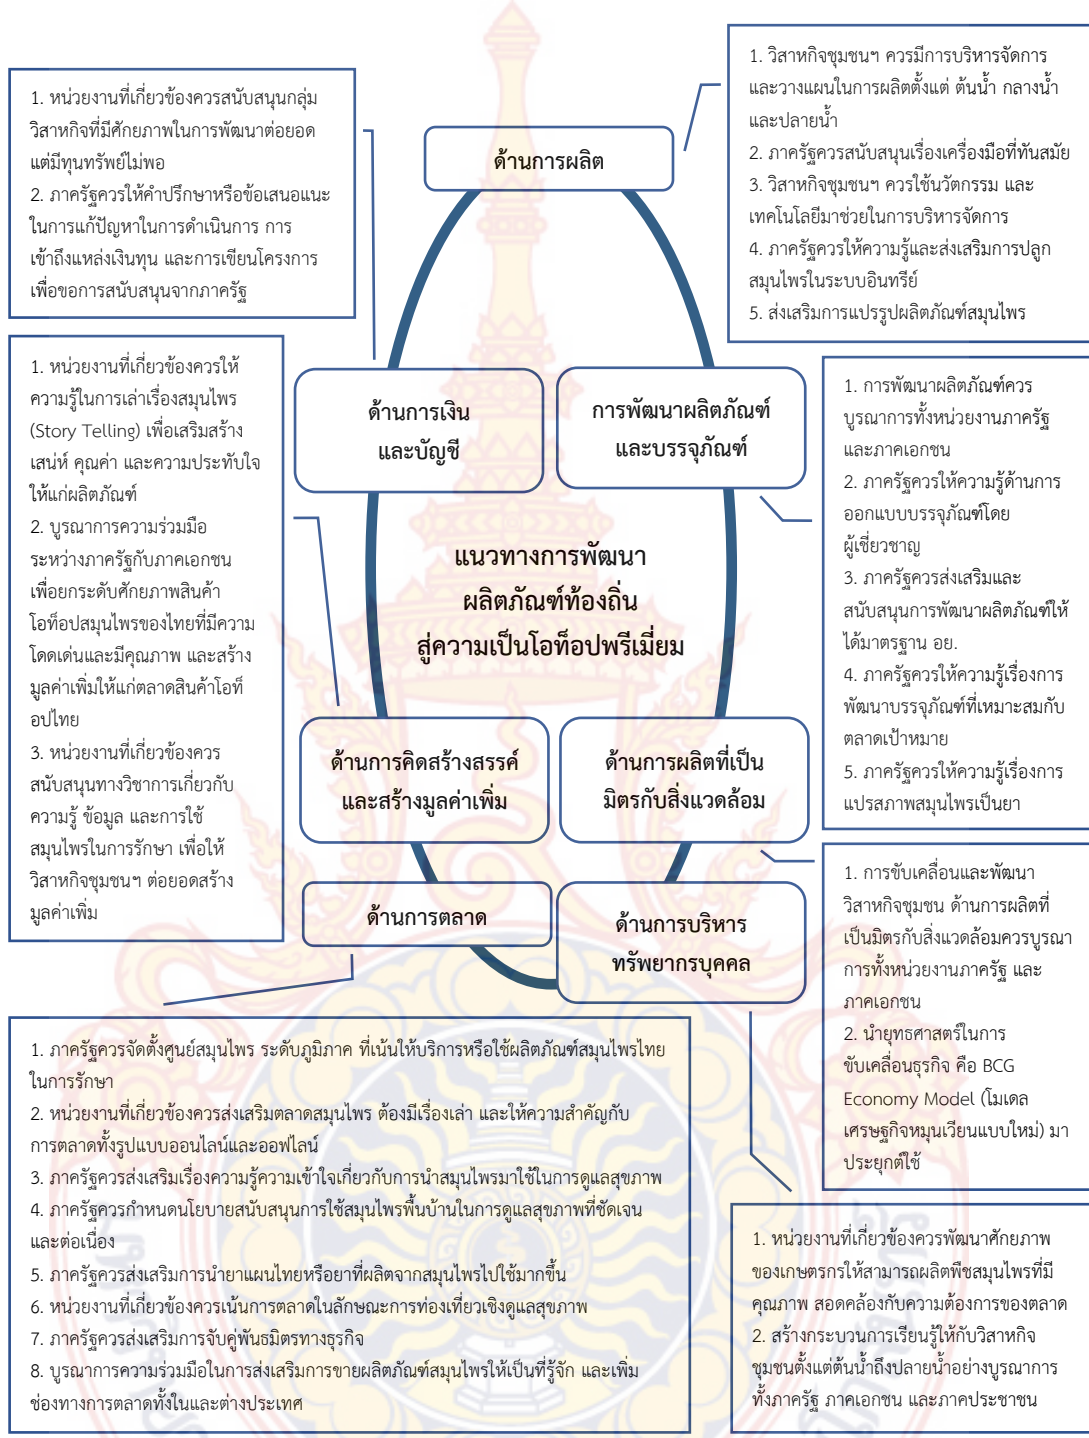 ด้านการผลิต
1. วิสาหกิจชุมชนฯ ควรมีการบริหารจัดการ
และวางแผนในการผลิตตั้งแต่ ต้นน้ำ กลางน้ำ
และปลายน้ำ
2. ภาครัฐควรสนับสนุนเรื่องเครื่องมือที่ทันสมัย
3. วิสาหกิจชุมชนฯ ควรใช้นวัตกรรม และ
เทคโนโลยีมาช่วยในการบริหารจัดการ
4. ภาครัฐควรให้ความรู้และส่งเสริมการปลูก
สมุนไพรในระบบอินทรีย์
5. ส่งเสริมการแปรรูปผลิตภัณฑ์สมุนไพร
1. หน่วยงานที่เกี่ยวข้องควรสนับสนุนกลุ่ม
วิสาหกิจที่มีศักยภาพในการพัฒนาต่อยอด
แต่มีทุนทรัพย์ไม่พอ
2. ภาครัฐควรให้คำปรึกษาหรือข้อเสนอแนะ
ในการแก้ปัญหาในการดำเนินการ การ
เข้าถึงแหล่งเงินทุน และการเขียนโครงการ
เพื่อขอการสนับสนุนจากภาครัฐ
ด้านการเงิน
และบัญชี
การพัฒนาผลิตภัณฑ์
และบรรจุภัณฑ์
1. หน่วยงานที่เกี่ยวข้องควรให้
ความรู้ในการเล่าเรื่องสมุนไพร
(Story Telling) เพื่อเสริมสร้าง
เสน่ห์ คุณค่า และความประทับใจ
ให้แก่ผลิตภัณฑ์
2. บูรณาการความร่วมมือ
ระหว่างภาครัฐกับภาคเอกชน
เพื่อยกระดับศักยภาพสินค้า
โอท็อปสมุนไพรของไทยที่มีความ
โดดเด่นและมีคุณภาพ และสร้าง
มูลค่าเพิ่มให้แก่ตลาดสินค้าโอท็
อปไทย
3. หน่วยงานที่เกี่ยวข้องควร
สนับสนุนทางวิชาการเกี่ยวกับ
ความรู้ ข้อมูล และการใช้
สมุนไพรในการรักษา เพื่อให้
วิสาหกิจชุมชนฯ ต่อยอดสร้าง
มูลค่าเพิ่ม
1. การพัฒนาผลิตภัณฑ์ควร
บูรณาการทั้งหน่วยงานภาครัฐ
และภาคเอกชน
2. ภาครัฐควรให้ความรู้ด้านการ
ออกแบบบรรจุภัณฑ์โดย
ผู้เชี่ยวชาญ
3. ภาครัฐควรส่งเสริมและ
สนับสนุนการพัฒนาผลิตภัณฑ์ให้
ได้มาตรฐาน อย.
4. ภาครัฐควรให้ความรู้เรื่องการ
พัฒนาบรรจุภัณฑ์ที่เหมาะสมกับ
ตลาดเป้าหมาย
5. ภาครัฐควรให้ความรู้เรื่องการ
แปรสภาพสมุนไพรเป็นยา
แนวทางการพัฒนา
ผลิตภัณฑ์ท้องถิ่น
สู่ความเป็นโอท็อปพรีเมี่ยม
ด้านการคิดสร้างสรรค์
และสร้างมูลค่าเพิ่ม
ด้านการผลิตที่เป็น
มิตรกับสิ่งแวดล้อม
ด้านการตลาด
ด้านการบริหาร
ทรัพยากรบุคคล
1. การขับเคลื่อนและพัฒนา
วิสาหกิจชุมชน ด้านการผลิตที่
เป็นมิตรกับสิ่งแวดล้อมควรบูรณา
การทั้งหน่วยงานภาครัฐ และ
ภาคเอกชน
2. นำยุทธศาสตร์ในการ
ขับเคลื่อนธุรกิจ คือ BCG
Economy Model (โมเดล
เศรษฐกิจหมุนเวียนแบบใหม่) มา
ประยุกต์ใช้
1. ภาครัฐควรจัดตั้งศูนย์สมุนไพร ระดับภูมิภาค ที่เน้นให้บริการหรือใช้ผลิตภัณฑ์สมุนไพรไทย
ในการรักษา
2. หน่วยงานที่เกี่ยวข้องควรส่งเสริมตลาดสมุนไพร ต้องมีเรื่องเล่า และให้ความสำคัญกับ
การตลาดทั้งรูปแบบออนไลน์และออฟไลน์
3. ภาครัฐควรส่งเสริมเรื่องความรู้ความเข้าใจเกี่ยวกับการนำสมุนไพรมาใช้ในการดูแลสุขภาพ
4. ภาครัฐควรกำหนดนโยบายสนับสนุนการใช้สมุนไพรพื้นบ้านในการดูแลสุขภาพที่ชัดเจน
และต่อเนื่อง
5. ภาครัฐควรส่งเสริมการนำยาแผนไทยหรือยาที่ผลิตจากสมุนไพรไปใช้มากขึ้น
6. หน่วยงานที่เกี่ยวข้องควรเน้นการตลาดในลักษณะการท่องเที่ยวเชิงดูแลสุขภาพ
7. ภาครัฐควรส่งเสริมการจับคู่พันธมิตรทางธุรกิจ
8. บูรณาการความร่วมมือในการส่งเสริมการขายผลิตภัณฑ์สมุนไพรให้เป็นที่รู้จัก และเพิ่ม
ช่องทางการตลาดทั้งในและต่างประเทศ
1. หน่วยงานที่เกี่ยวข้องควรพัฒนาศักยภาพ
ของเกษตรกรให้สามารถผลิตพืชสมุนไพรที่มี
คุณภาพ สอดคล้องกับความต้องการของตลาด
2. สร้างกระบวนการเรียนรู้ให้กับวิสาหกิจ
ชุมชนตั้งแต่ต้นน้ำถึงปลายน้ำอย่างบูรณาการ
ทั้งภาครัฐ ภาคเอกชน และภาคประชาชน